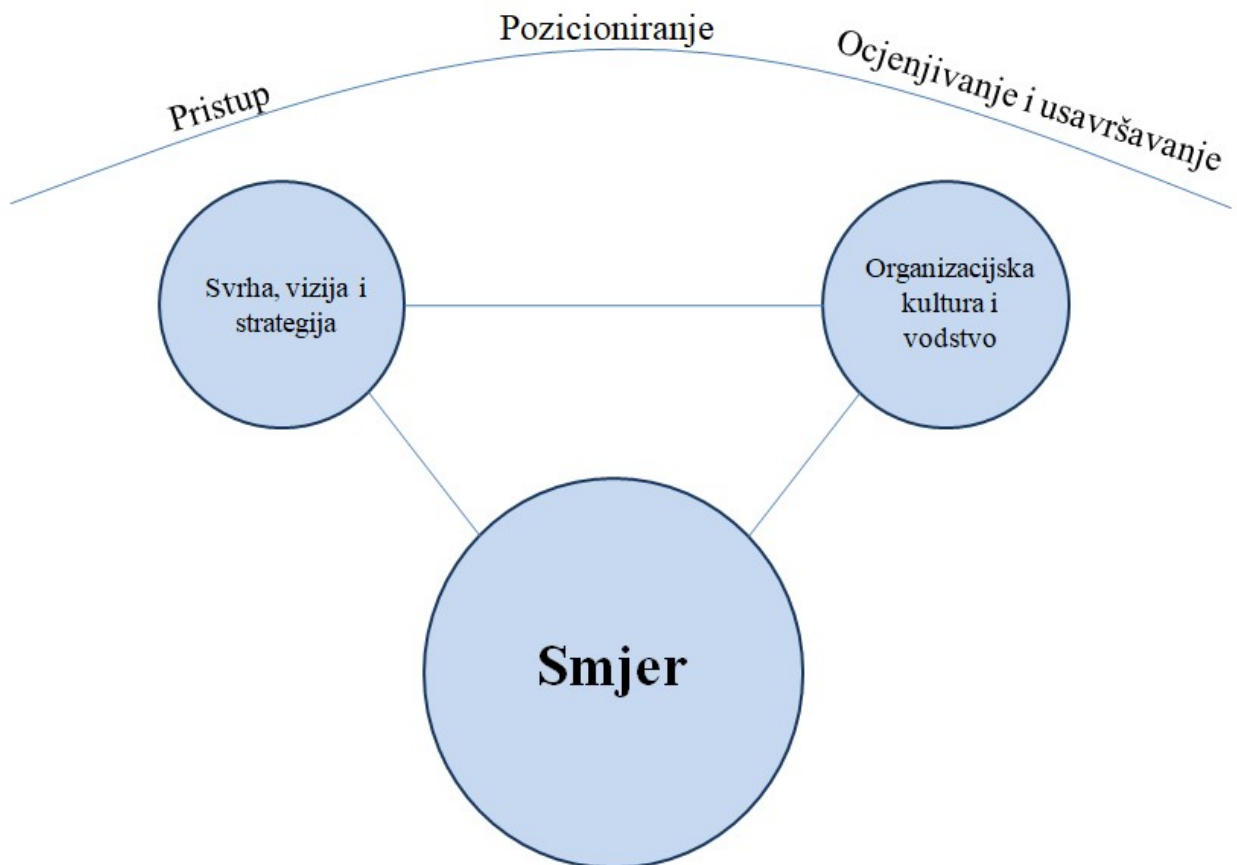 Pozicioniranje
Pristup
Ocjenjivanje i usavršavanje
Svrha, vizija i
strategija
Organizacijska
kultura i
vodstvo
Smjer